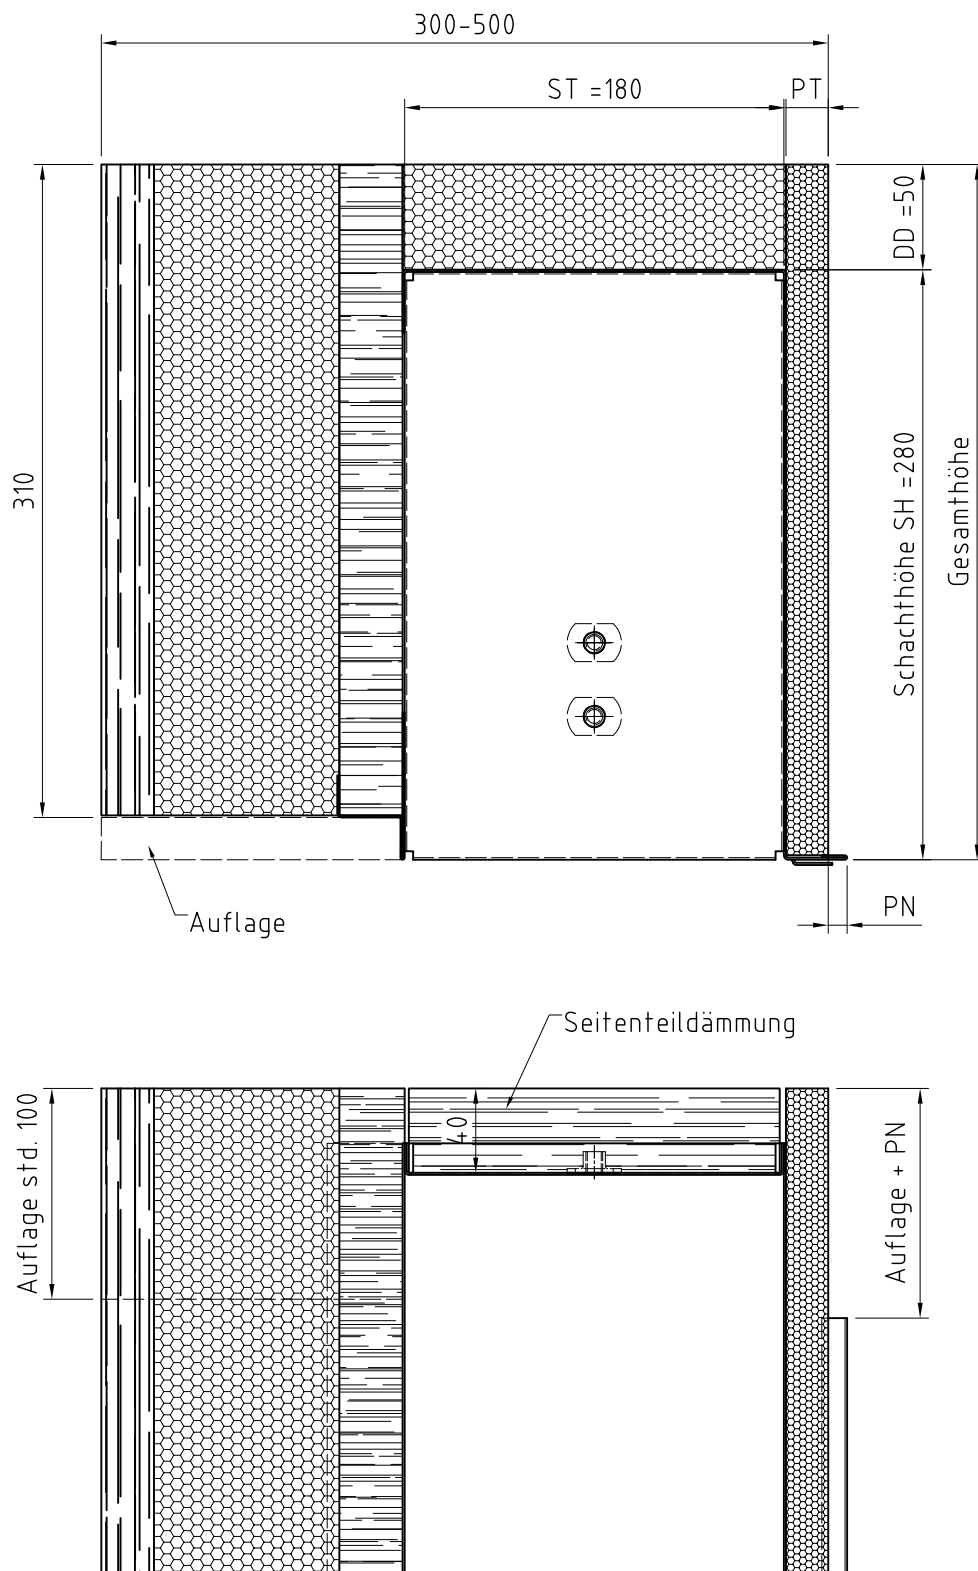 300-500
ST =180
PT
DD =50
310
Schachthöhe SH =280
Gesamthöhe
Auflage
PN
Seitenteildämmung
Auflage std. 100
40
Auflage + PN